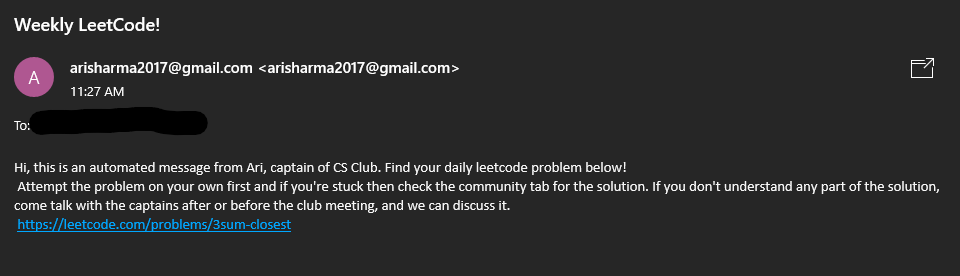 Weekly LeetCode!
A
arisharma2017@gmail.com <arisharma2017@gmail.com>
11:27 AM
To:
Hi, this is an automated message from Ari, captain of CS Club. Find your daily leetcode problem below!
Attempt the problem on your own first and if you're stuck then check the community tab for the solution. If you don't understand any part of the solution,
come talk with the captains after or before the club meeting, and we can discuss it.
https://leetcode.com/problems/3sum-closest